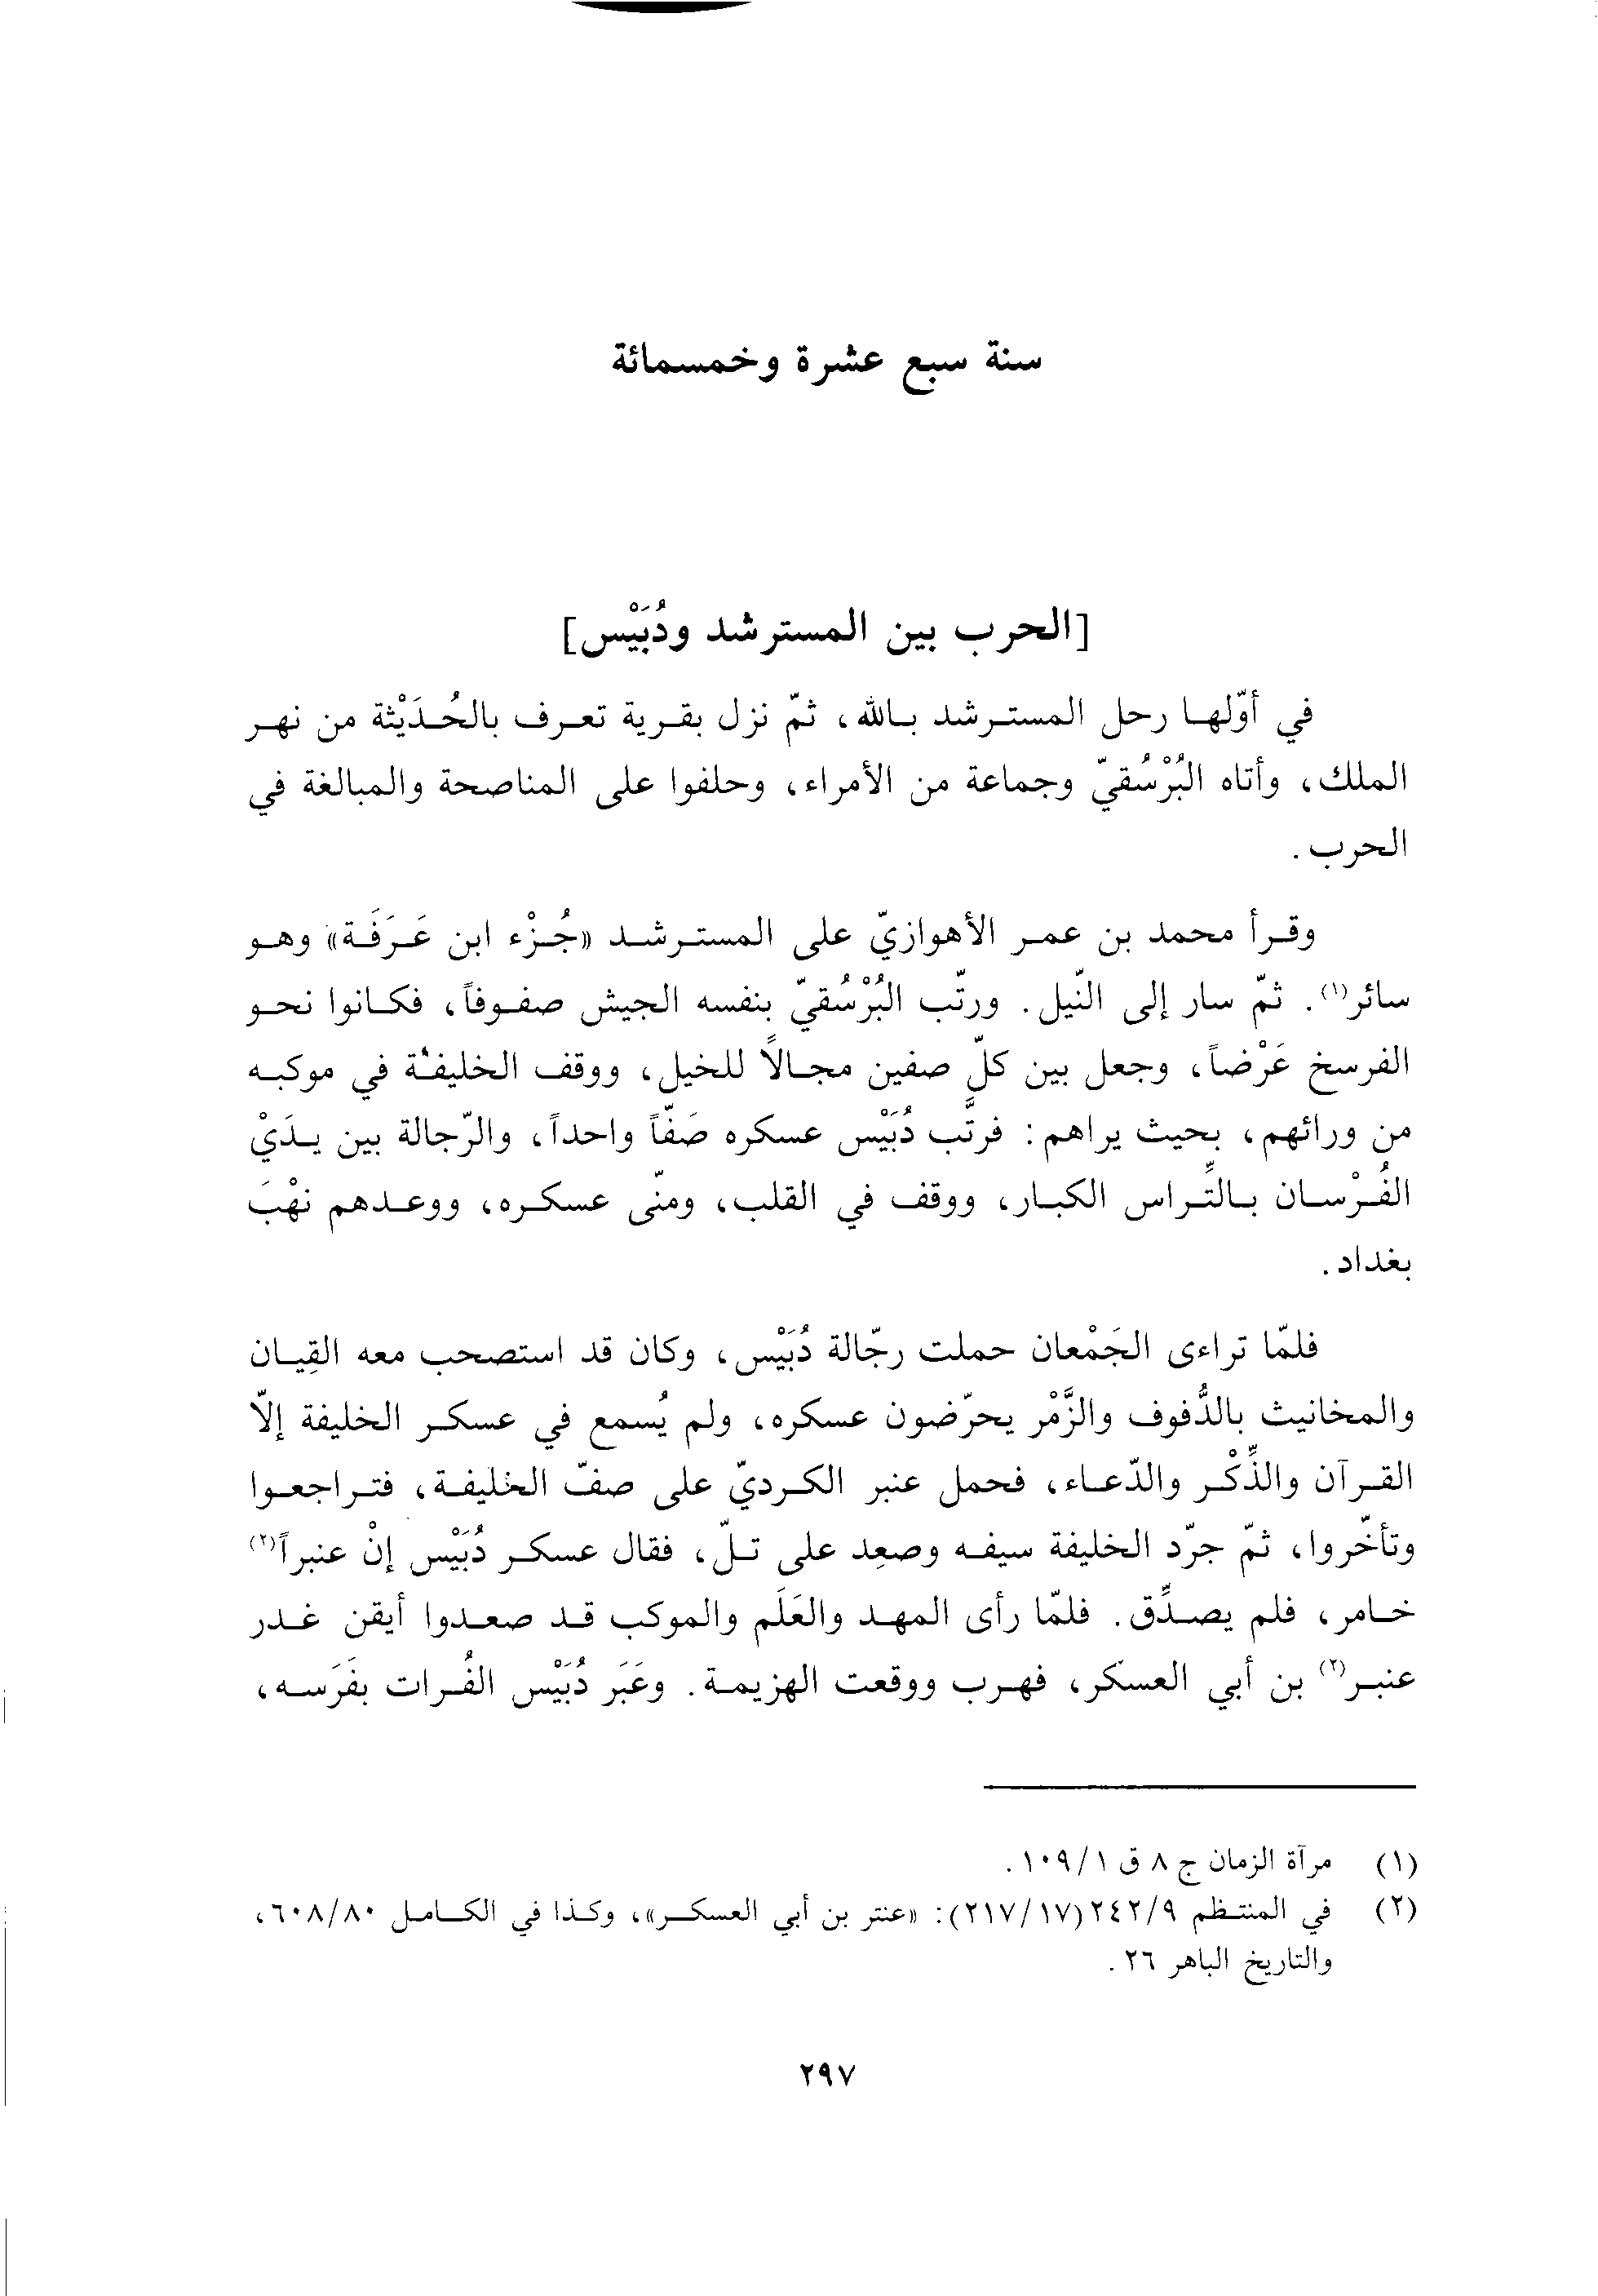 سنة سبع عشرة وخمسمائة
[الحرب بين المسترشد ودُبَيْس]
في أوّلها رحل المسترشد بالله، ثمّ نزل بقرية تعرف بالحُدَيْثة من نهر
الملك، وأتاه البُرْسُقيّ وجماعة من الأمراء، وحلفوا على المناصحة والمبالغة في
الحرب.
وقرأ محمد بن عمر الأهوازيّ على المسترشد «جُزْء ابن عَرَفَة» وهو
سائر(١). ثمّ سار إلى النّيل. ورتّب البُرْسُقيّ بنفسه الجيش صفوفاً، فكانوا نحو
الفرسخ عَرْضاً، وجعل بين كلّ صفين مجالًا للخيل، ووقف الخليفة في موكبه
من ورائهم، بحيث يراهم: فرتَّب دُبَيْس عسكره صَفّاً واحداً، والرّجالة بين يدَيْ
الفُرْسان بالتِّراس الكبار، ووقف في القلب، ومنّى عسكره، ووعدهم نهْبَ
بغداد.
فلمّا تراءى الجَمْعان حملت رجّالة دُبَيْس، وكان قد استصحب معه القِيان
والمخانيث بالدُّفوف والزَّمْر يحرّضون عسكره، ولم يُسمع في عسكر الخليفة إلّا
القرآن والذِّكْر والدّعاء، فحمل عنبر الكرديّ على صفّ الخليفة، فتراجعوا
وتأخّروا، ثمّ جرّد الخليفة سيفه وصعِد على تلّ، فقال عسكر دُبَيْس إنْ عنبراً(٢)
خامر، فلم يصدِّق. فلمّا رأى المهد والعَلَم والموكب قد صعدوا أيقن غدر
عنبر(٢) بن أبي العسكر، فهرب ووقعت الهزيمة. وعَبَر دُبَيْس الفُرات بفَرَسه،
(١) مرآة الزمان ج ٨ ق ١٠٩/١.
(٢) في المنتظم ٢٤٢/٩ (٢١٧/١٧): «عنتر بن أبي العسكر»، وكذا في الكامل ٦٠٨/٨٠،
والتاريخ الباهر ٢٦.
٢٩٧